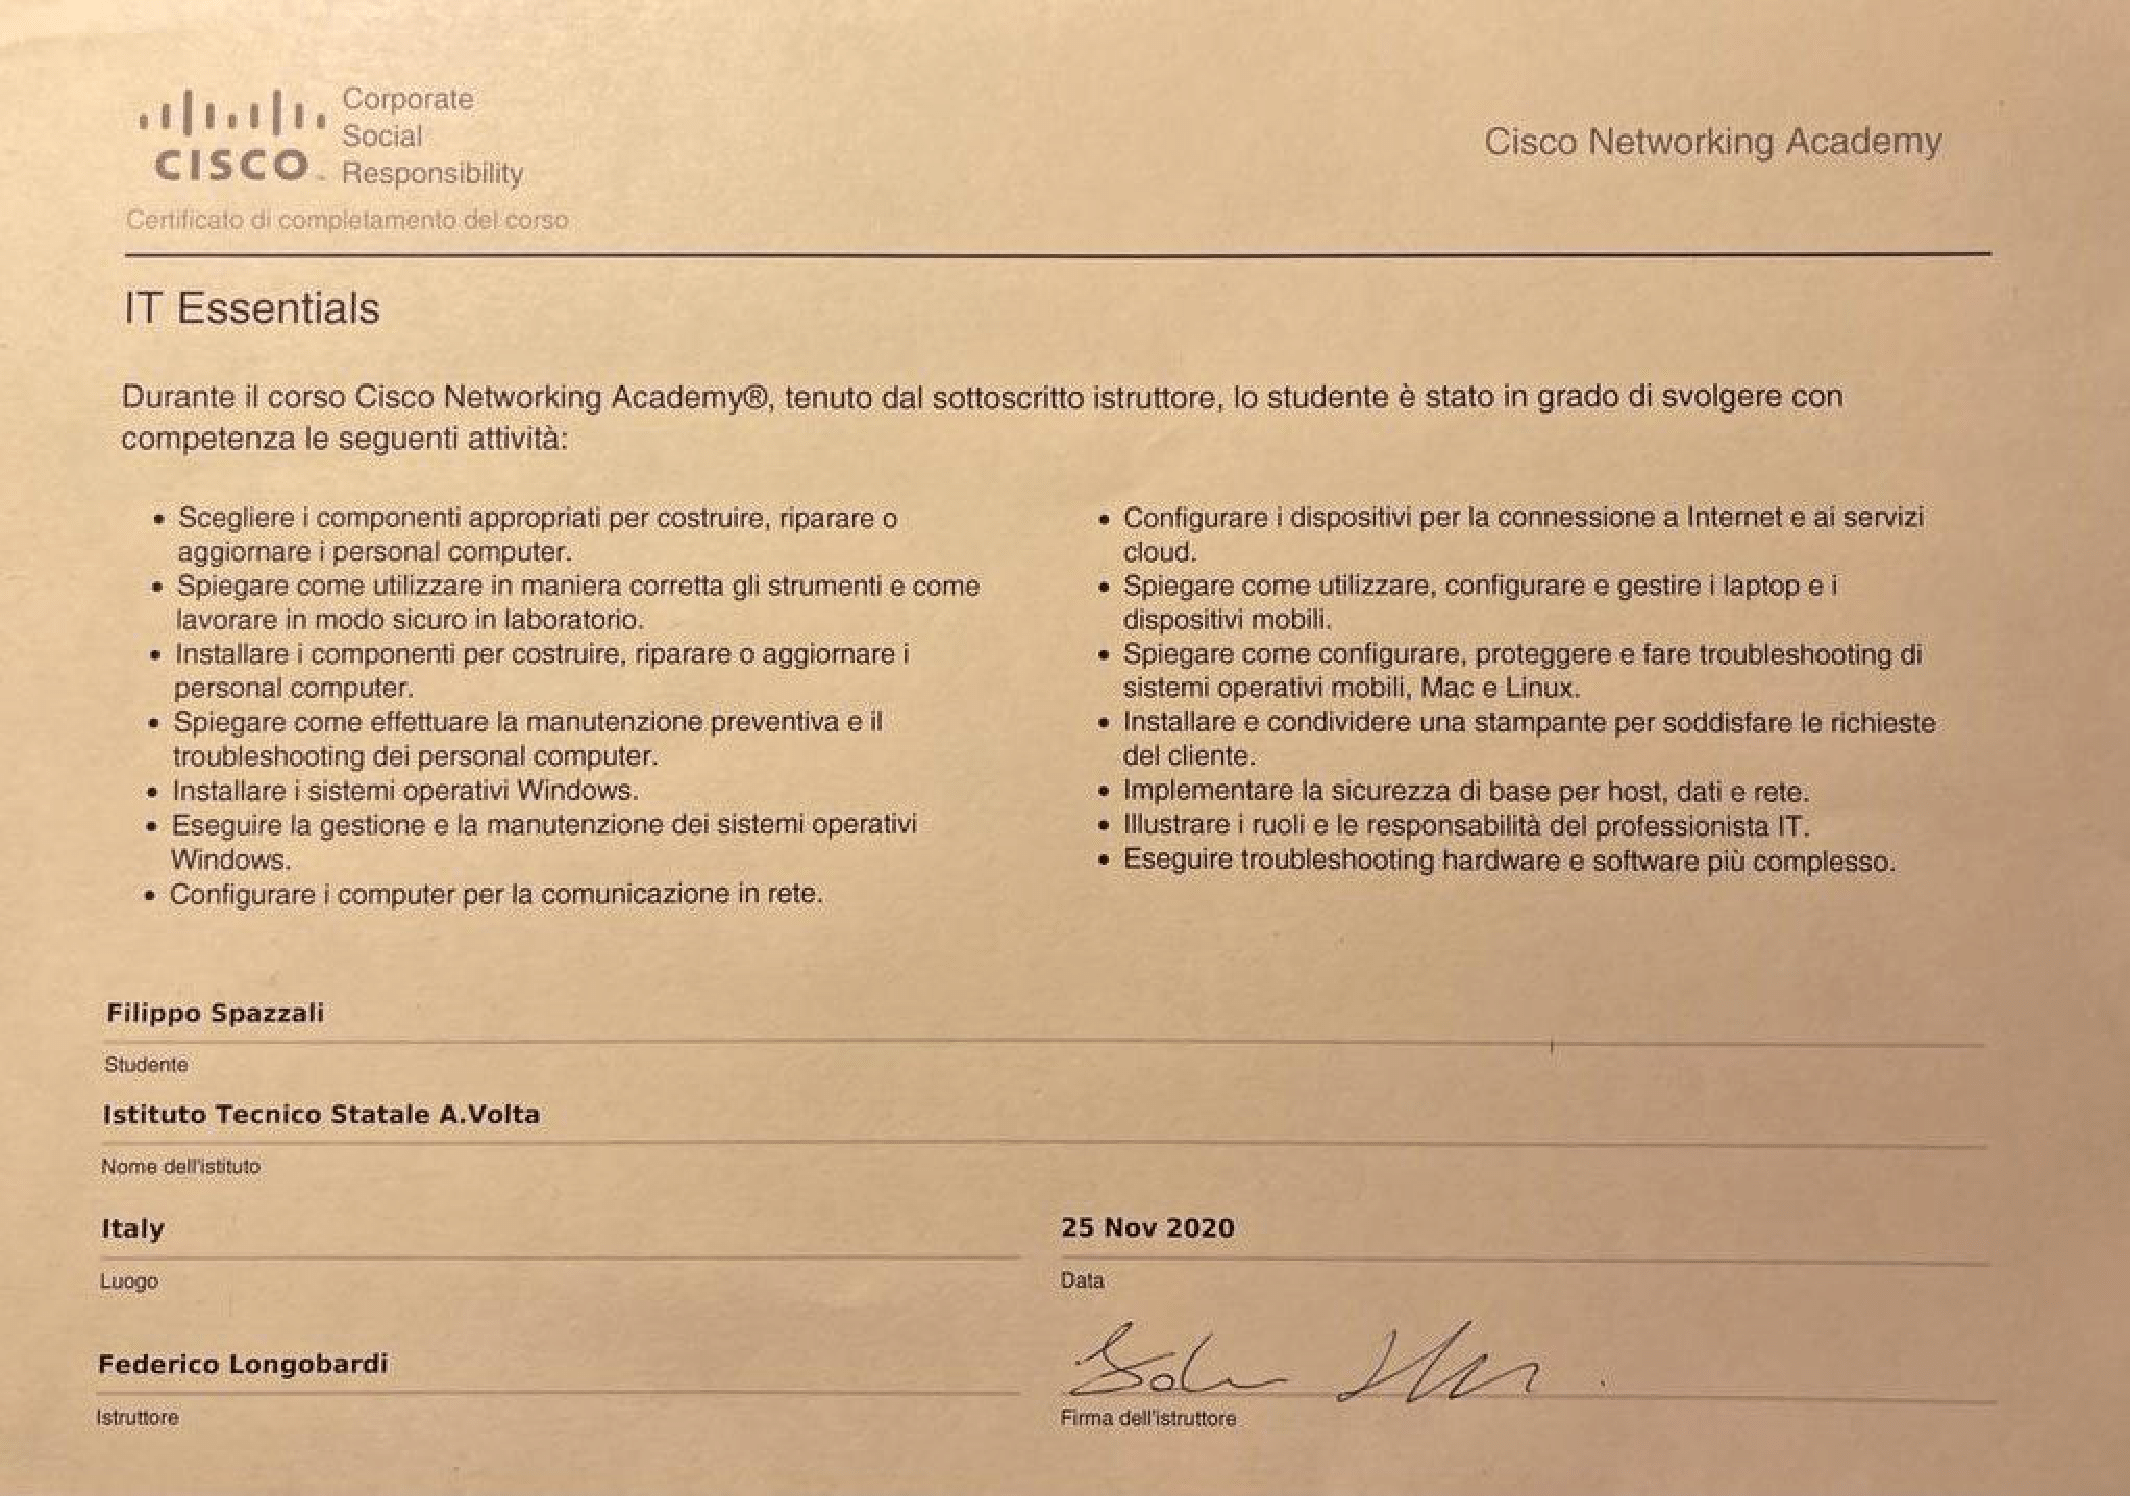 Corporate
Social
Responsibility
CISCO
Cisco Networking Academy
Certificato di completamento del corso
IT Essentials
Durante il corso Cisco Networking Academy®, tenuto dal sottoscritto istruttore, lo studente è stato in grado di svolgere con
competenza le seguenti attività:
• Scegliere i componenti appropriati per costruire, riparare o
aggiornare i personal computer.
• Spiegare come utilizzare in maniera corretta gli strumenti e come
lavorare in modo sicuro in laboratorio.
• Installare i componenti per costruire, riparare o aggiornare i
personal computer.
• Spiegare come effettuare la manutenzione preventiva e il
troubleshooting dei personal computer.
• Installare i sistemi operativi Windows.
• Eseguire la gestione e la manutenzione dei sistemi operativi
Windows.
• Configurare i computer per la comunicazione in rete.
• Configurare i dispositivi per la connessione a Internet e ai servizi
cloud.
• Spiegare come utilizzare, configurare e gestire i laptop e i
dispositivi mobili.
• Spiegare come configurare, proteggere e fare troubleshooting di
sistemi operativi mobili, Mac e Linux.
• Installare e condividere una stampante per soddisfare le richieste
del cliente.
• Implementare la sicurezza di base per host, dati e rete.
• Illustrare i ruoli e le responsabilità del professionista IT.
• Eseguire troubleshooting hardware e software più complesso.
Filippo Spazzali
Studente
Istituto Tecnico Statale A.Volta
Nome dell'istituto
Italy
Luogo
25 Nov 2020
Data
Federico Longobardi
Istruttore
Firma dell'istruttore